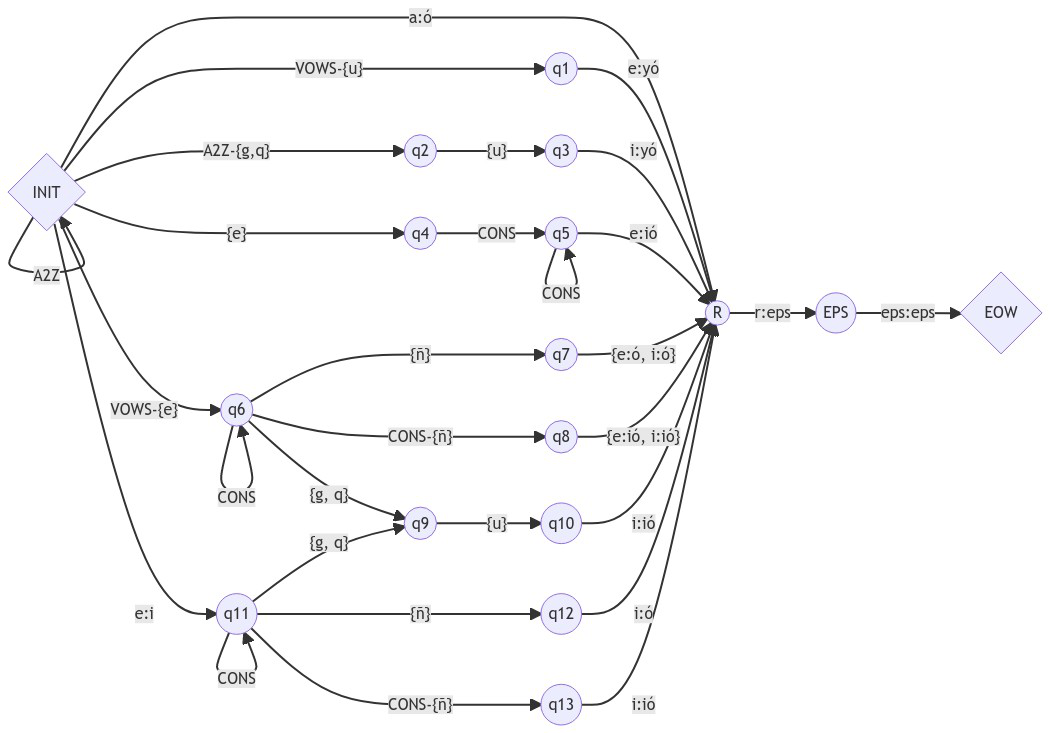 a:ó
VOWS-{u}
q1
e:yó
A2Z-{g,q}
q2
{u}
q3
i:yó
INIT
A2Z
{e}
q4
CONS
q5
e:ió
CONS
R
r:eps
EPS
eps:eps
EOW
{ñ}
q7
{e:ó, i:ó}
VOWS-{e}
q6
CONS-{ñ}
q8
{e:ió, i:ió}
CONS
{g, q}
q9
{u}
q10
i:ió
{g, q}
e:i
q11
{ñ}
q12
i:ó
CONS
CONS-{ñ}
q13
i:ió